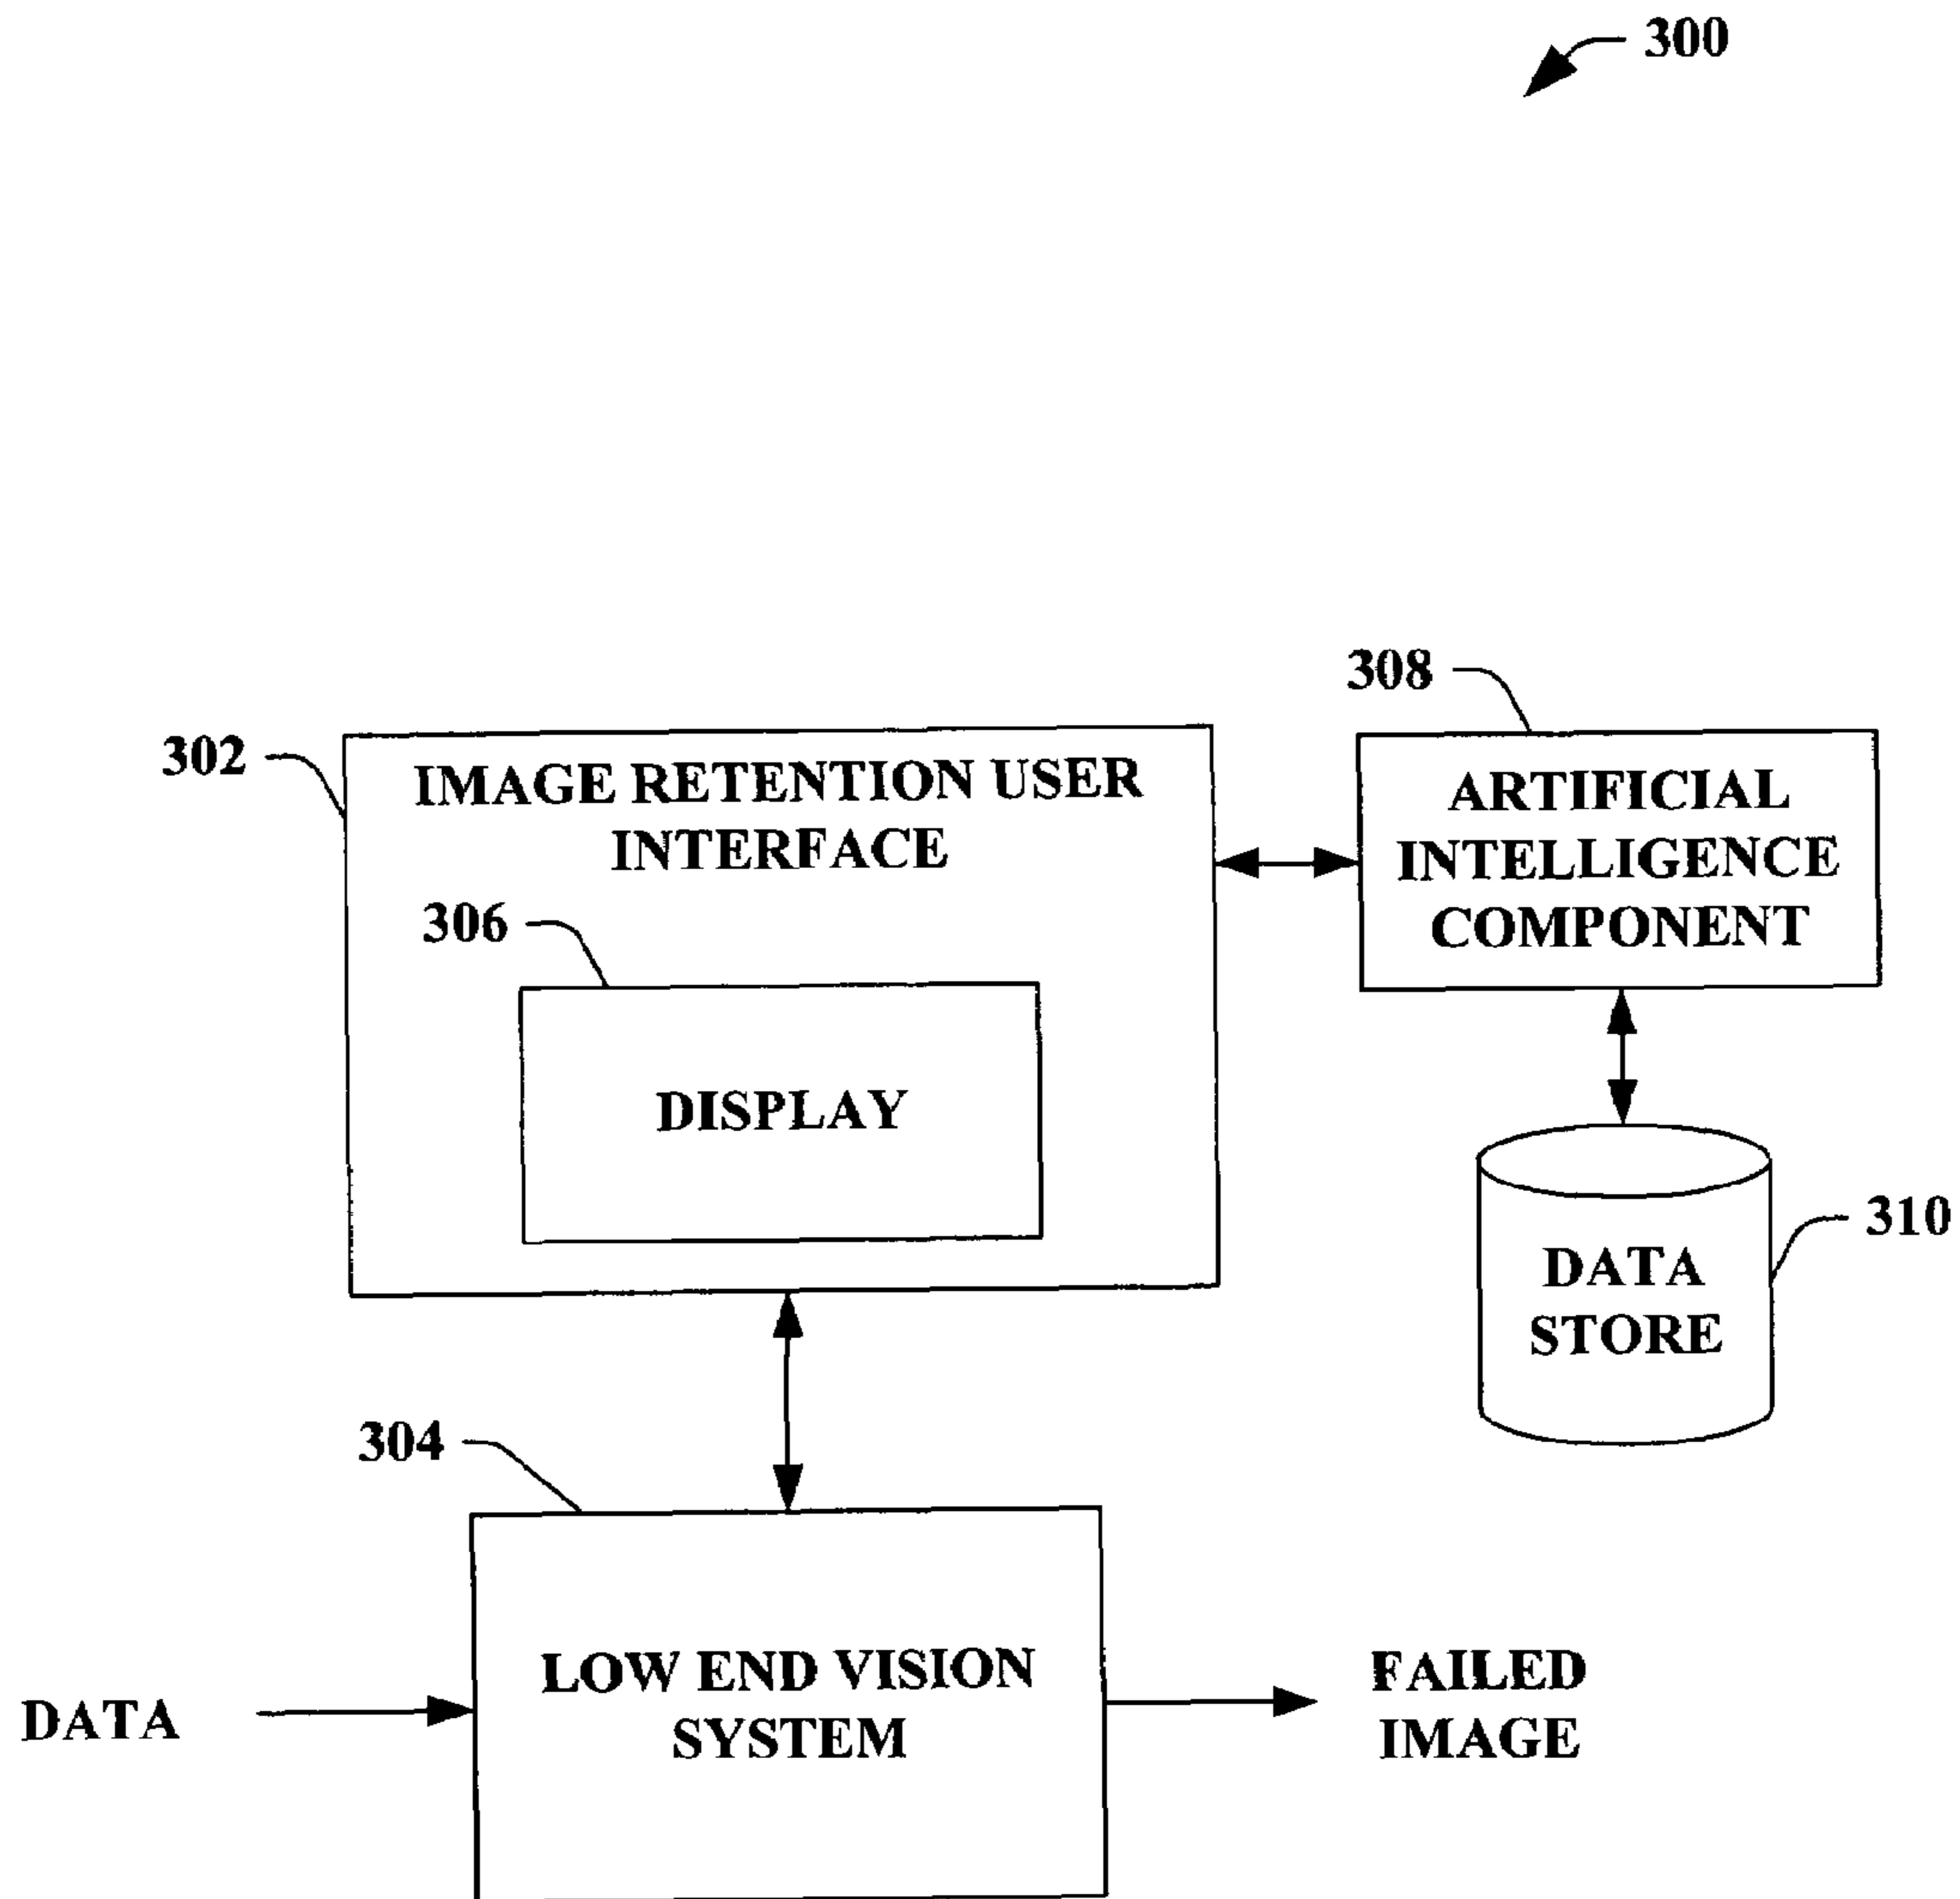 300
308
302
IMAGE RETENTION USER
INTERFACE
ARTIFICIAL
INTELLIGENCE
COMPONENT
306
DISPLAY
310
DATA
STORE
304
LOW END VISION
SYSTEM
DATA
FAILED
IMAGE